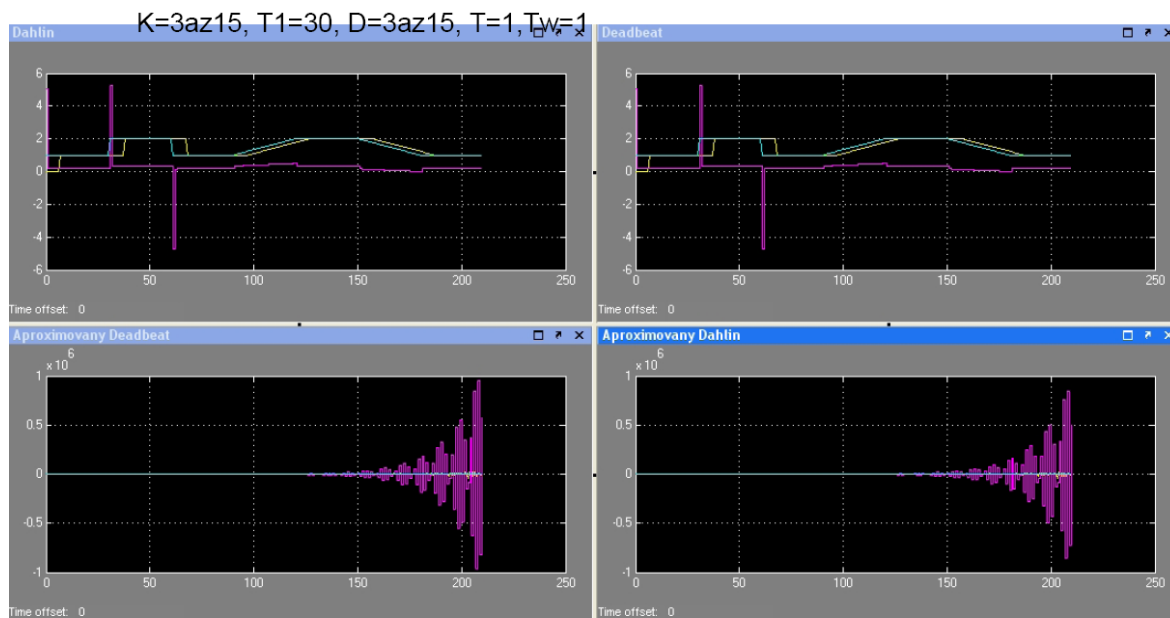 K=3az15, T1=30, D=3az15, T=1,Tw=1
Dahlin
6
4
2
0
-2
-4
-6
0 50 100 150 200 250
Time offset: 0
Deadbeat
6
4
2
0
-2
-4
-6
0 50 100 150 200 250
Time offset: 0
Aproximovany Deadbeat
x 10^6
1
0.5
0
-0.5
-1
0 50 100 150 200 250
Time offset: 0
Aproximovany Dahlin
x 10^6
1
0.5
0
-0.5
-1
0 50 100 150 200 250
Time offset: 0